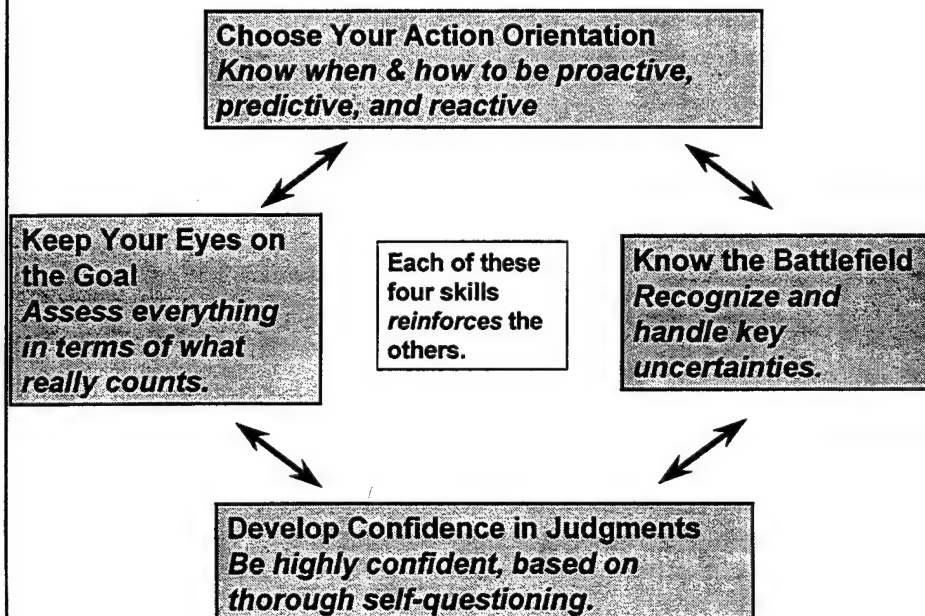 Choose Your Action Orientation
Know when & how to be proactive,
predictive, and reactive
Keep Your Eyes on
the Goal
Assess everything
in terms of what
really counts.
Each of these
four skills
reinforces the
others.
Know the Battlefield
Recognize and
handle key
uncertainties.
Develop Confidence in Judgments
Be highly confident, based on
thorough self-questioning.